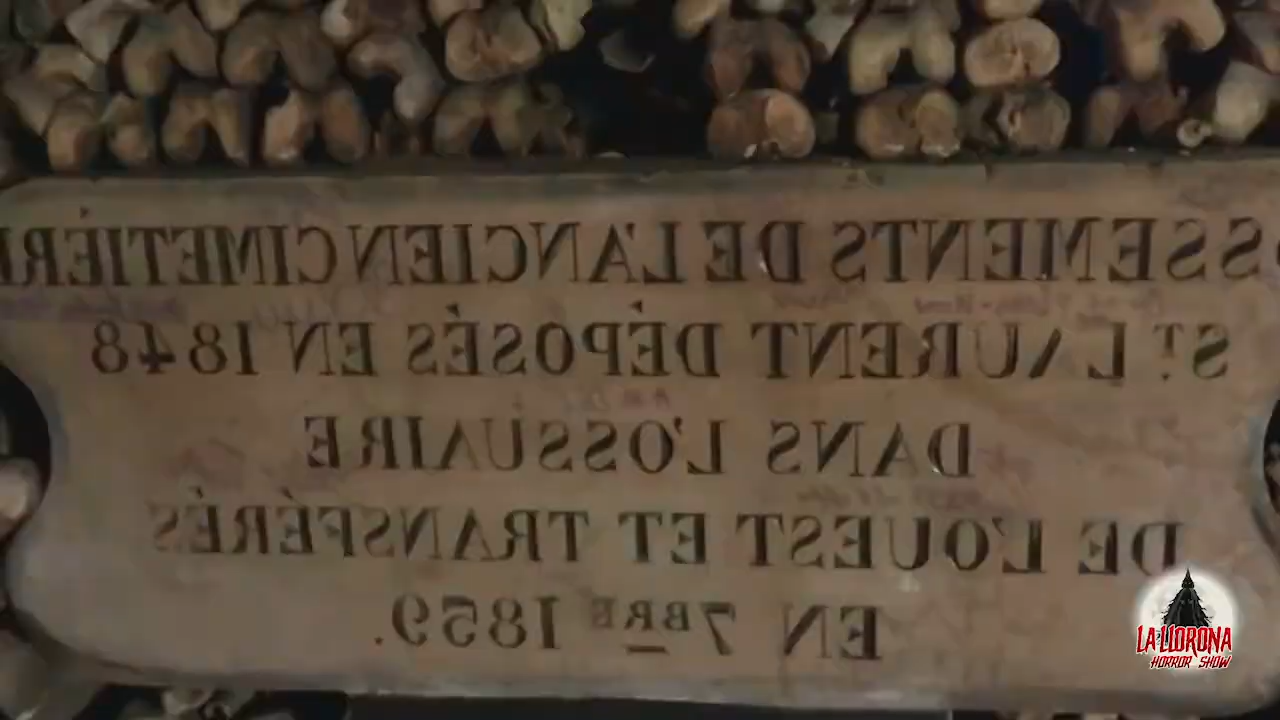 SSEMENTS DE L'ANCIEN CIMETIÈR
ST LAURENT DÉPOSÉS EN 1848
DANS L'OSSUAIRE
DE L'OUEST ET TRANSFÉRÉS
EN 7BRE 1859.
LA LLORONA
HORROR SHOW